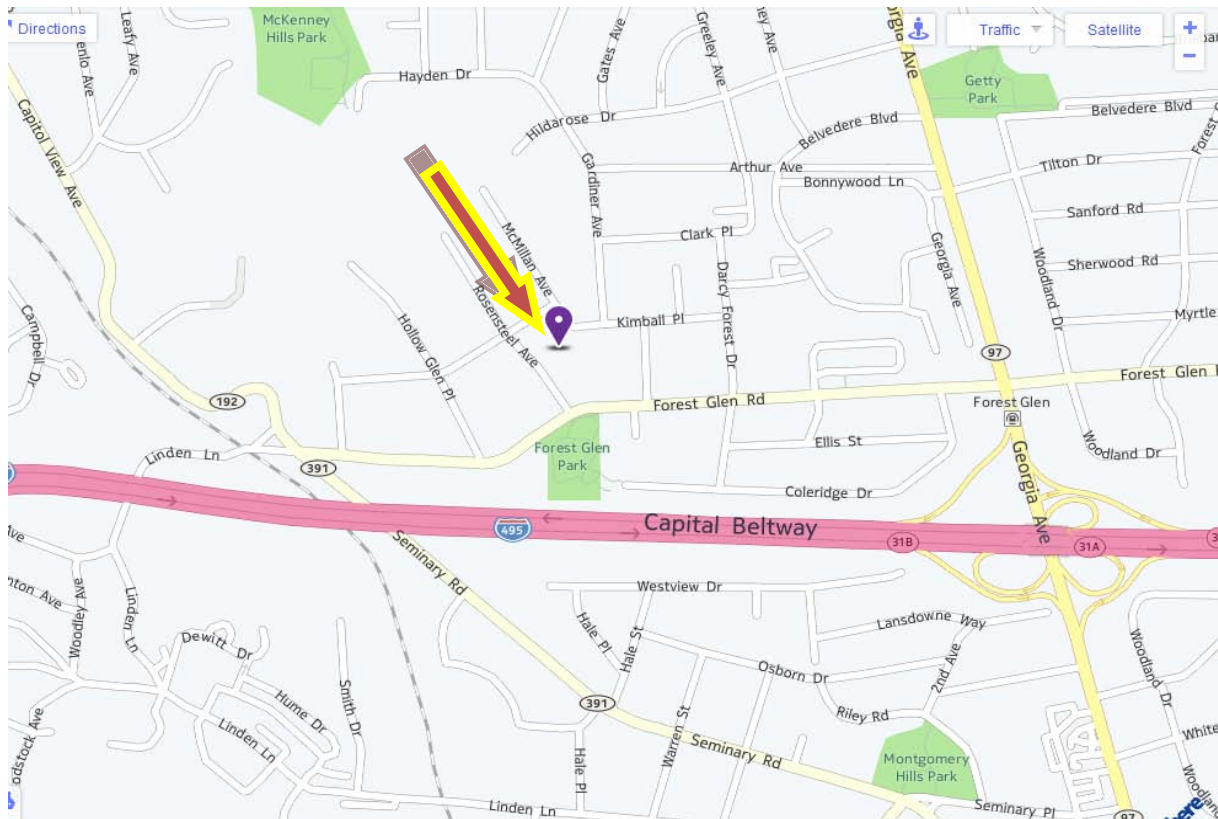 Directions
McKenney
Hills Park
Leafy Ave
Gates Ave
Greeley Ave
Traffic
Satellite
+
−
Hayden Dr
Getty
Park
Capitol View Ave
Hildarose Dr
Belvedere Blvd
Belvedere Blvd
Gardiner Ave
Arthur Ave
Bonnywood Ln
Tilton Dr
Sanford Rd
McMillan Ave
Clark Pl
Georgia Ave
Woodland Dr
Sherwood Rd
Darcy Forest Dr
Rosensteel Ave
Hollow Glen Pl
Campbell Dr
Kimball Pl
Myrtle
97
192
Forest Glen Rd
Forest Glen
Forest Glen
Ellis St
Forest Glen
Park
Linden Ln
391
Georgia Ave
Woodland Dr
Coleridge Dr
495
Capital Beltway
31B
31A
Seminary Rd
Westview Dr
Woodley Ave
Linden Ln
Hale Pl
Hale St
Lansdowne Way
Dewitt Dr
Osborn Dr
2nd Ave
Woodland Dr
Hume Dr
Smith Dr
391
Riley Rd
Linden Ln
Warren St
Seminary Rd
White
Hale Pl
Montgomery
Hills Park
Linden Ln
Seminary Pl
97
here